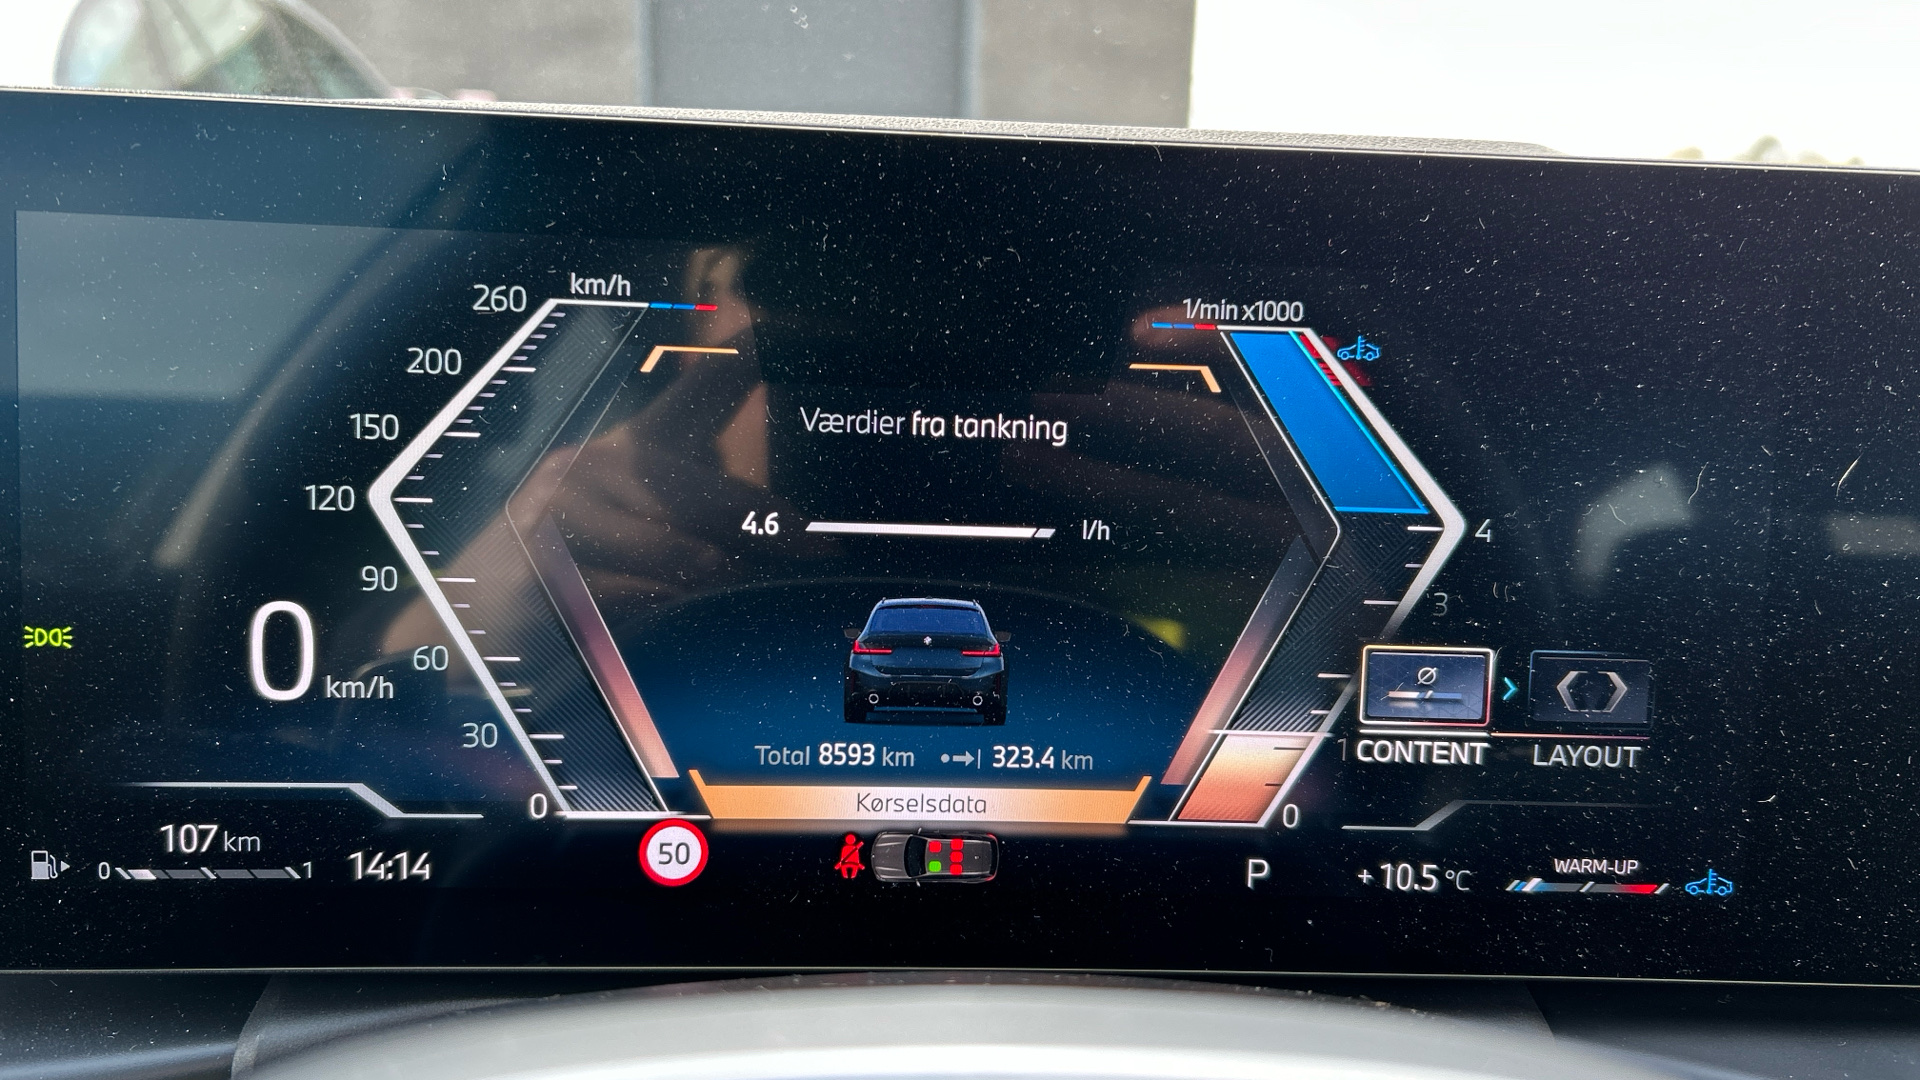 km/h
260
200
150
120
90
60
30
0
0 km/h
1/min x1000
4
3
1
0
Værdier fra tankning
4.6 l/h
Total 8593 km 323.4 km
Kørselsdata
CONTENT LAYOUT
107 km
0 1
14:14
50
P
+10.5 °C
WARM-UP